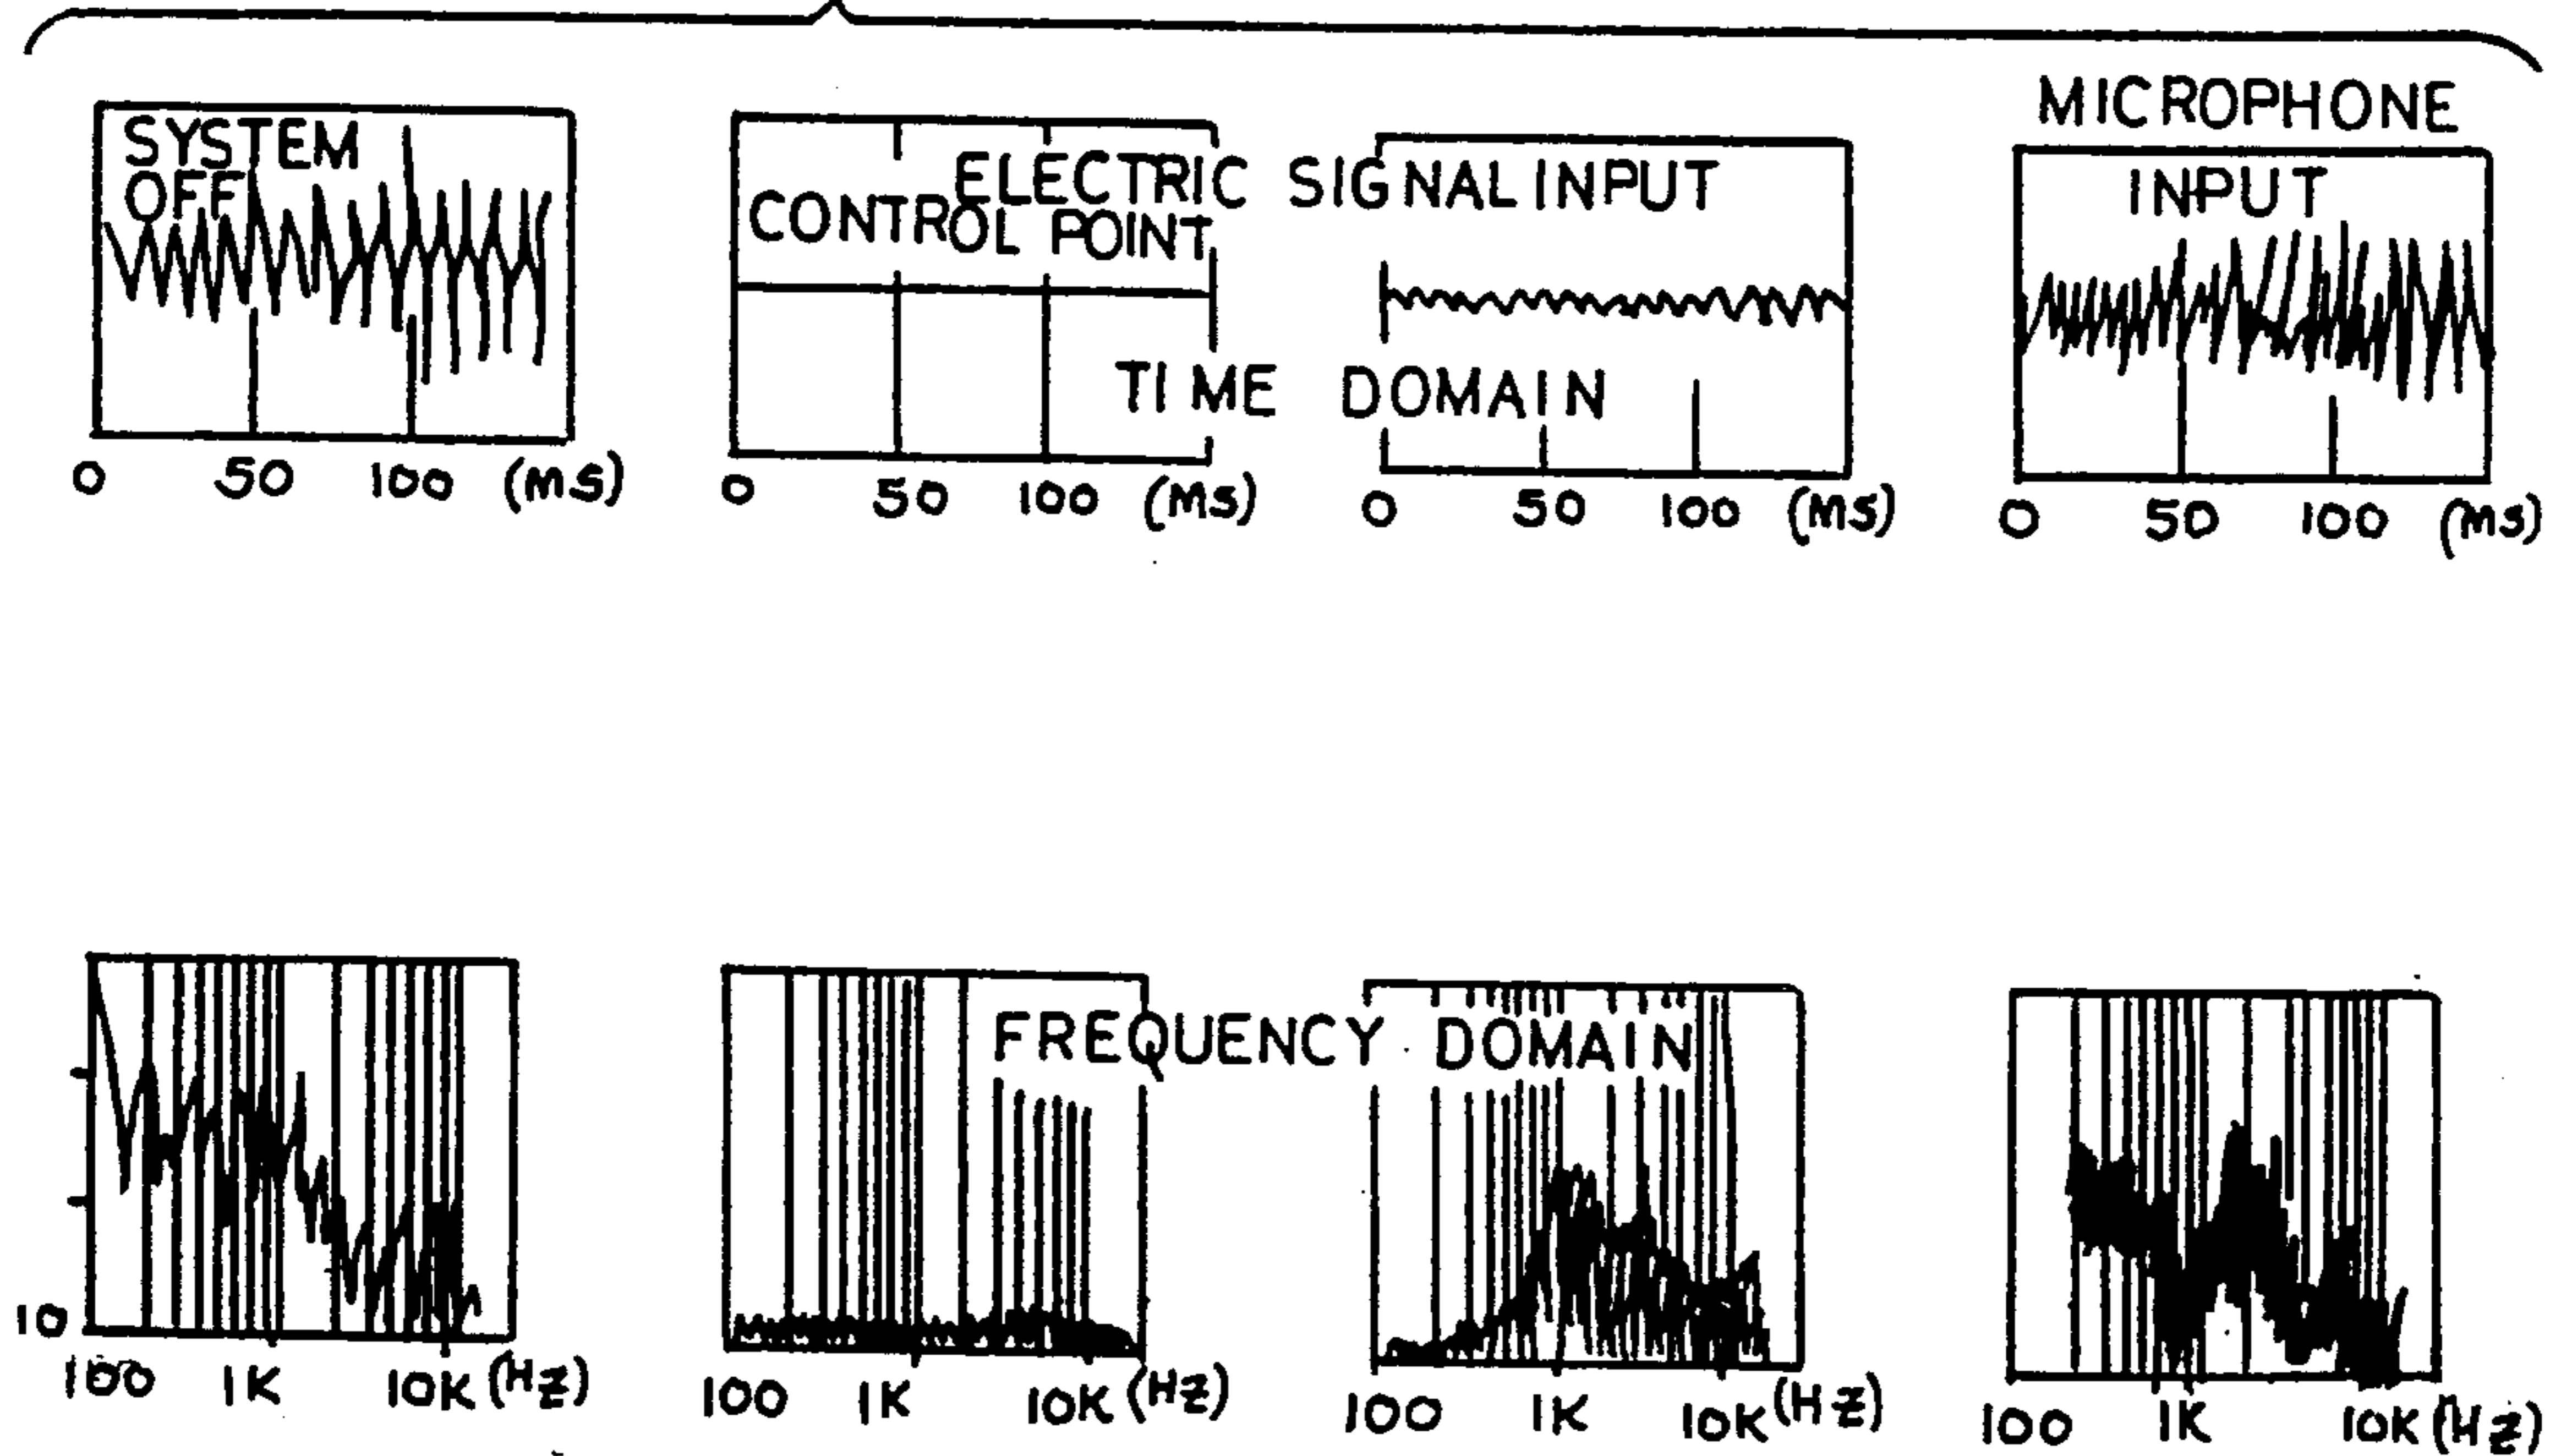 MICROPHONE
SYSTEM
OFF
ELECTRIC SIGNAL INPUT
CONTROL POINT
INPUT
TIME DOMAIN
0 50 100 (ms)
0 50 100 (ms)
0 50 100 (ms)
0 50 100 (ms)
FREQUENCY DOMAIN
10
100 1K 10K (Hz)
100 1K 10K (Hz)
100 1K 10K (Hz)
100 1K 10K (Hz)